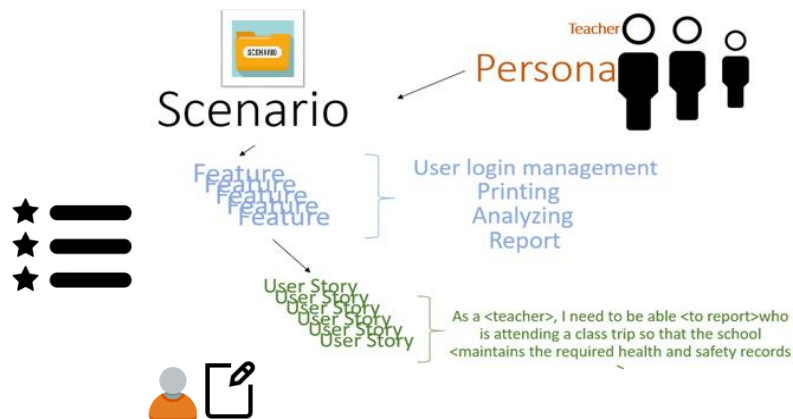 Teacher
Persona
SCENARIO
Scenario
Feature
Feature
Feature
Feature
Feature
User login management
Printing
Analyzing
Report
User Story
User Story
User Story
User Story
User Story
User Story
As a <teacher>, I need to be able <to report>who
is attending a class trip so that the school
<maintains the required health and safety records
>